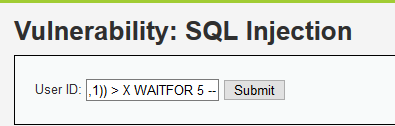 Vulnerability: SQL Injection
User ID: ,1)) > X WAITFOR 5 -- Submit